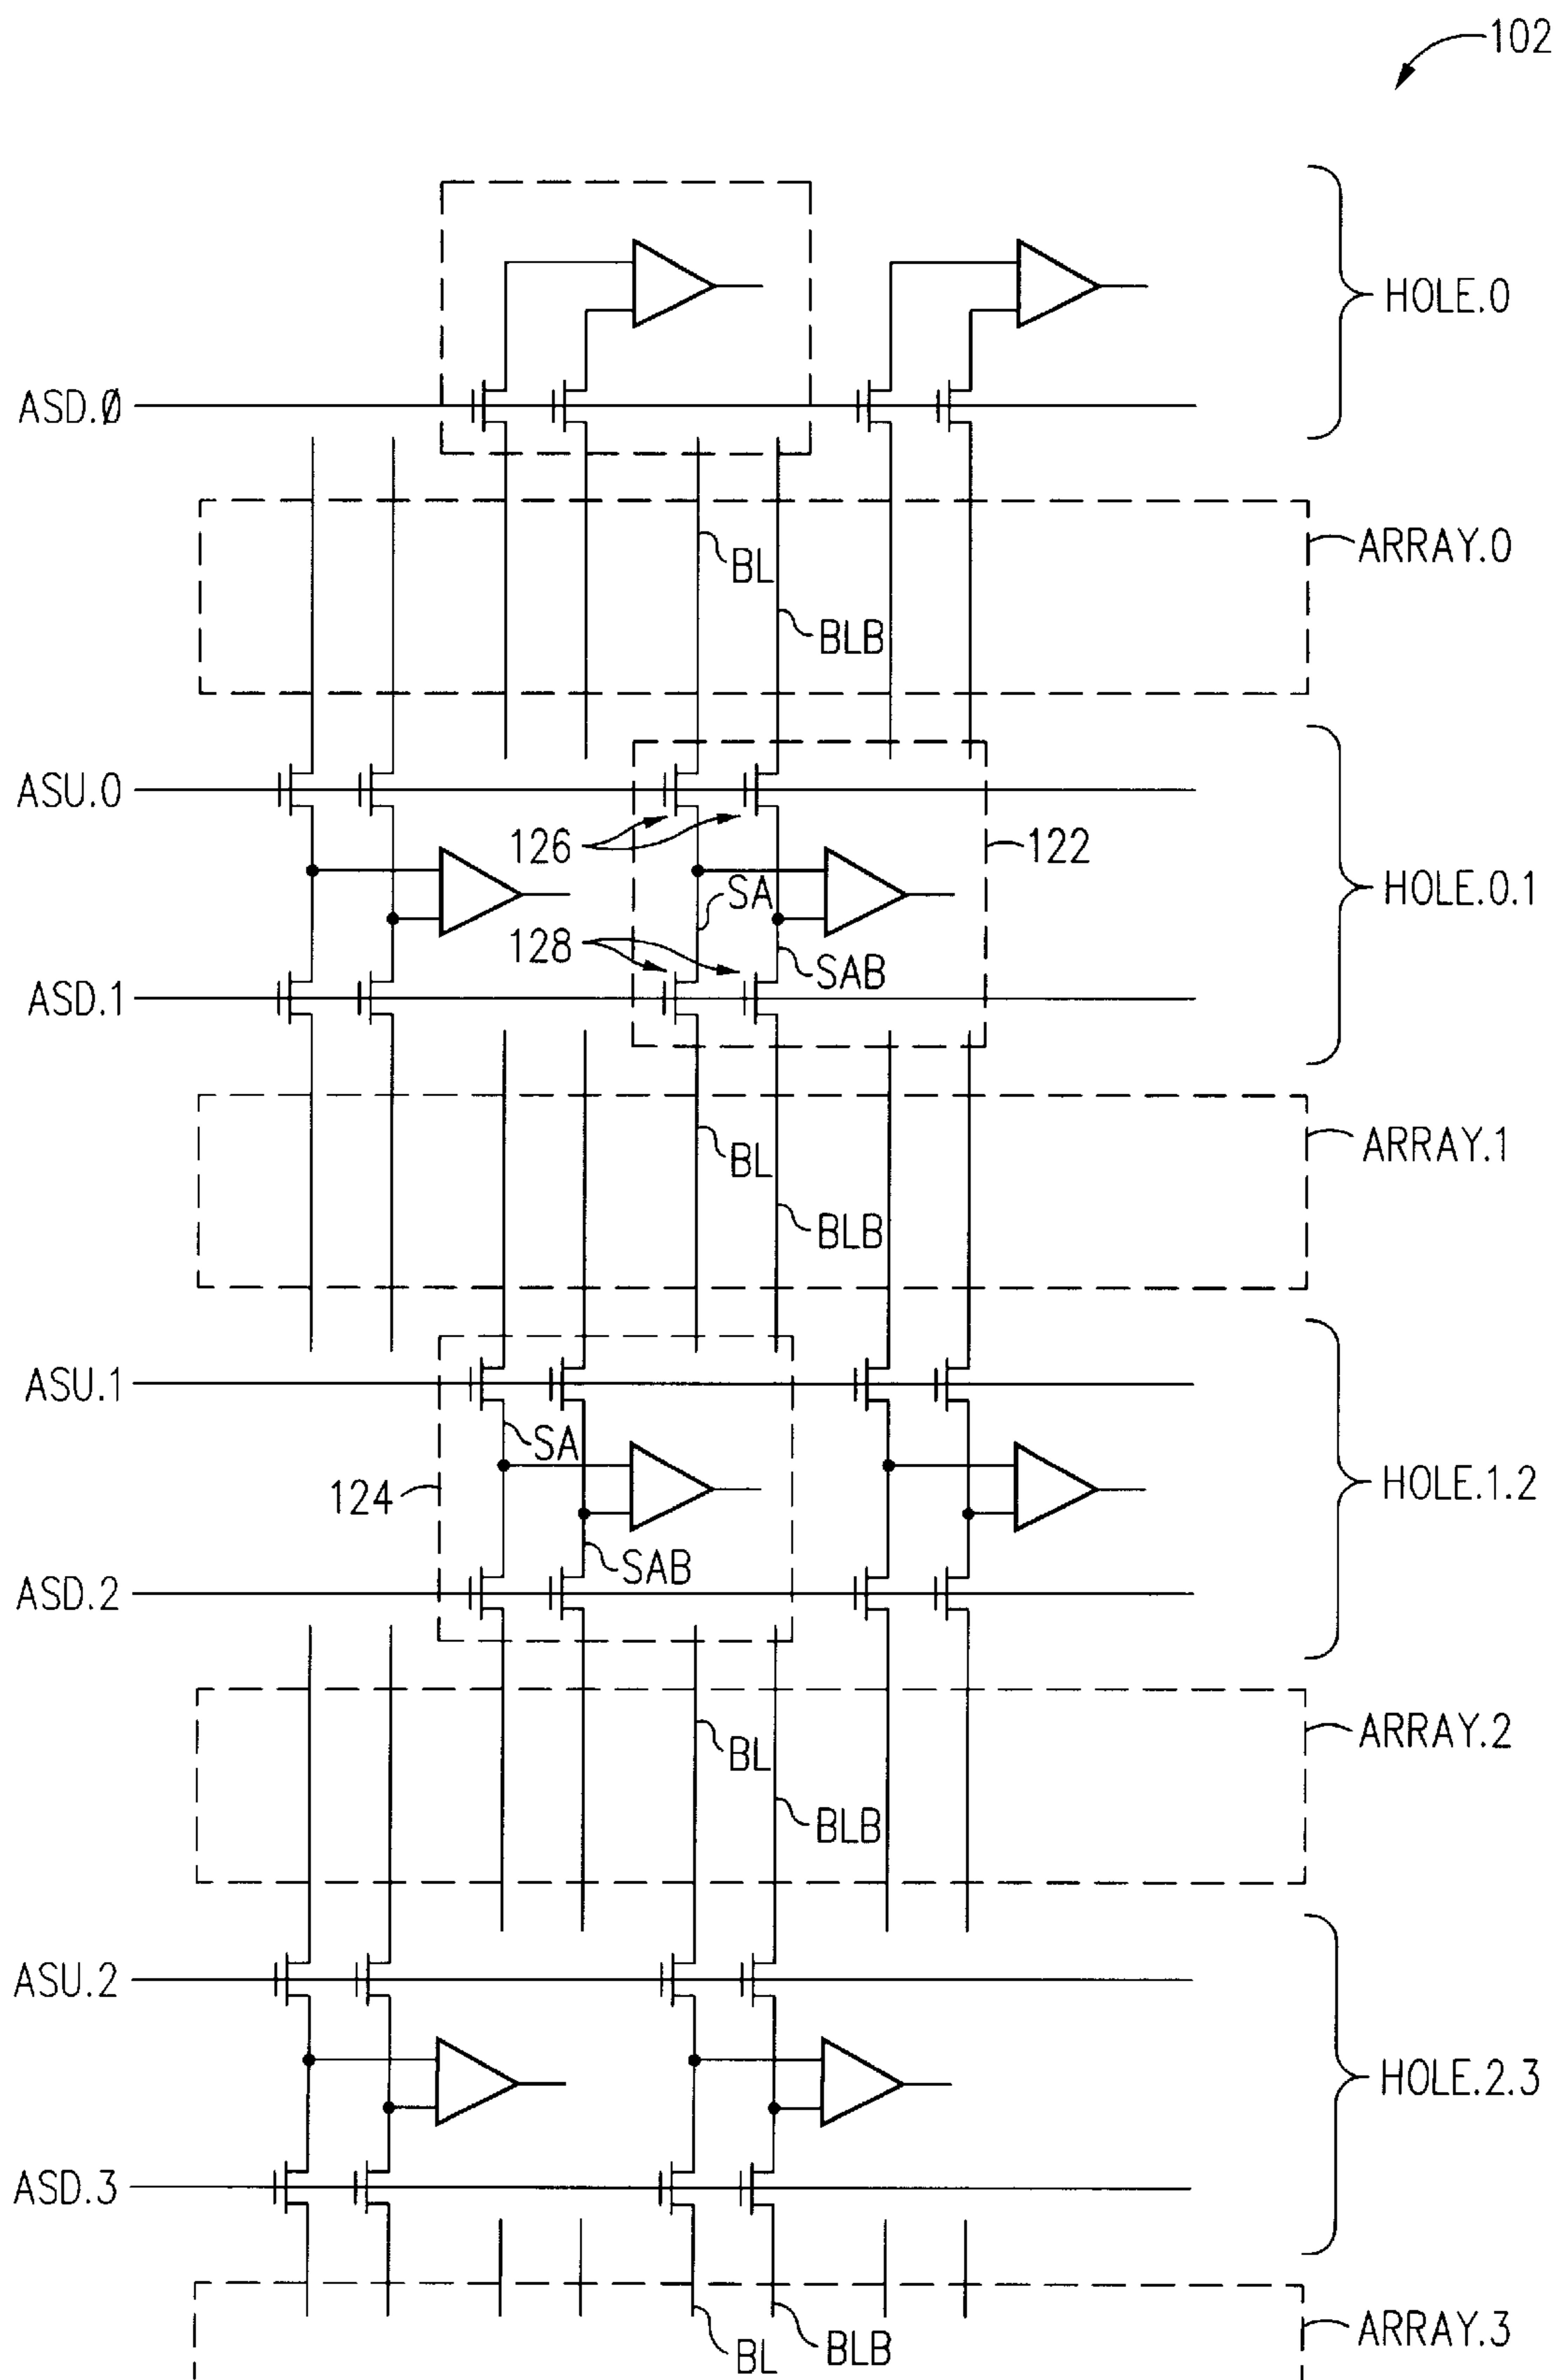 102
HOLE.0
ASD.Ø
ARRAY.0
BL
BLB
ASU.0
126
122
SA
HOLE.0.1
128
SAB
ASD.1
ARRAY.1
BL
BLB
ASU.1
SA
124
HOLE.1.2
SAB
ASD.2
ARRAY.2
BL
BLB
ASU.2
HOLE.2.3
ASD.3
ARRAY.3
BL
BLB